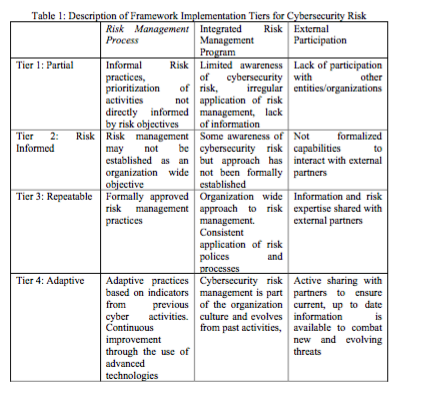 Table 1: Description of Framework Implementation Tiers for Cybersecurity Risk
Risk Management
Process
Integrated Risk
Management
Program
External
Participation
Tier 1: Partial
Informal Risk
practices,
prioritization of
activities not
directly informed
by risk objectives
Limited awareness
of cybersecurity
risk, irregular
application of risk
management, lack
of information
Lack of participation
with other
entities/organizations
Tier 2: Risk
Informed
Risk management
may not be
established as an
organization wide
objective
Some awareness of
cybersecurity risk
but approach has
not been formally
established
Not formalized
capabilities to
interact with external
partners
Tier 3: Repeatable
Formally approved
risk management
practices
Organization wide
approach to risk
management.
Consistent
application of risk
polices and
processes
Information and risk
expertise shared with
external partners
Tier 4: Adaptive
Adaptive practices
based on indicators
from previous
cyber activities.
Continuous
improvement
through the use of
advanced
technologies
Cybersecurity risk
management is part
of the organization
culture and evolves
from past activities,
Active sharing with
partners to ensure
current, up to date
information is
available to combat
new and evolving
threats